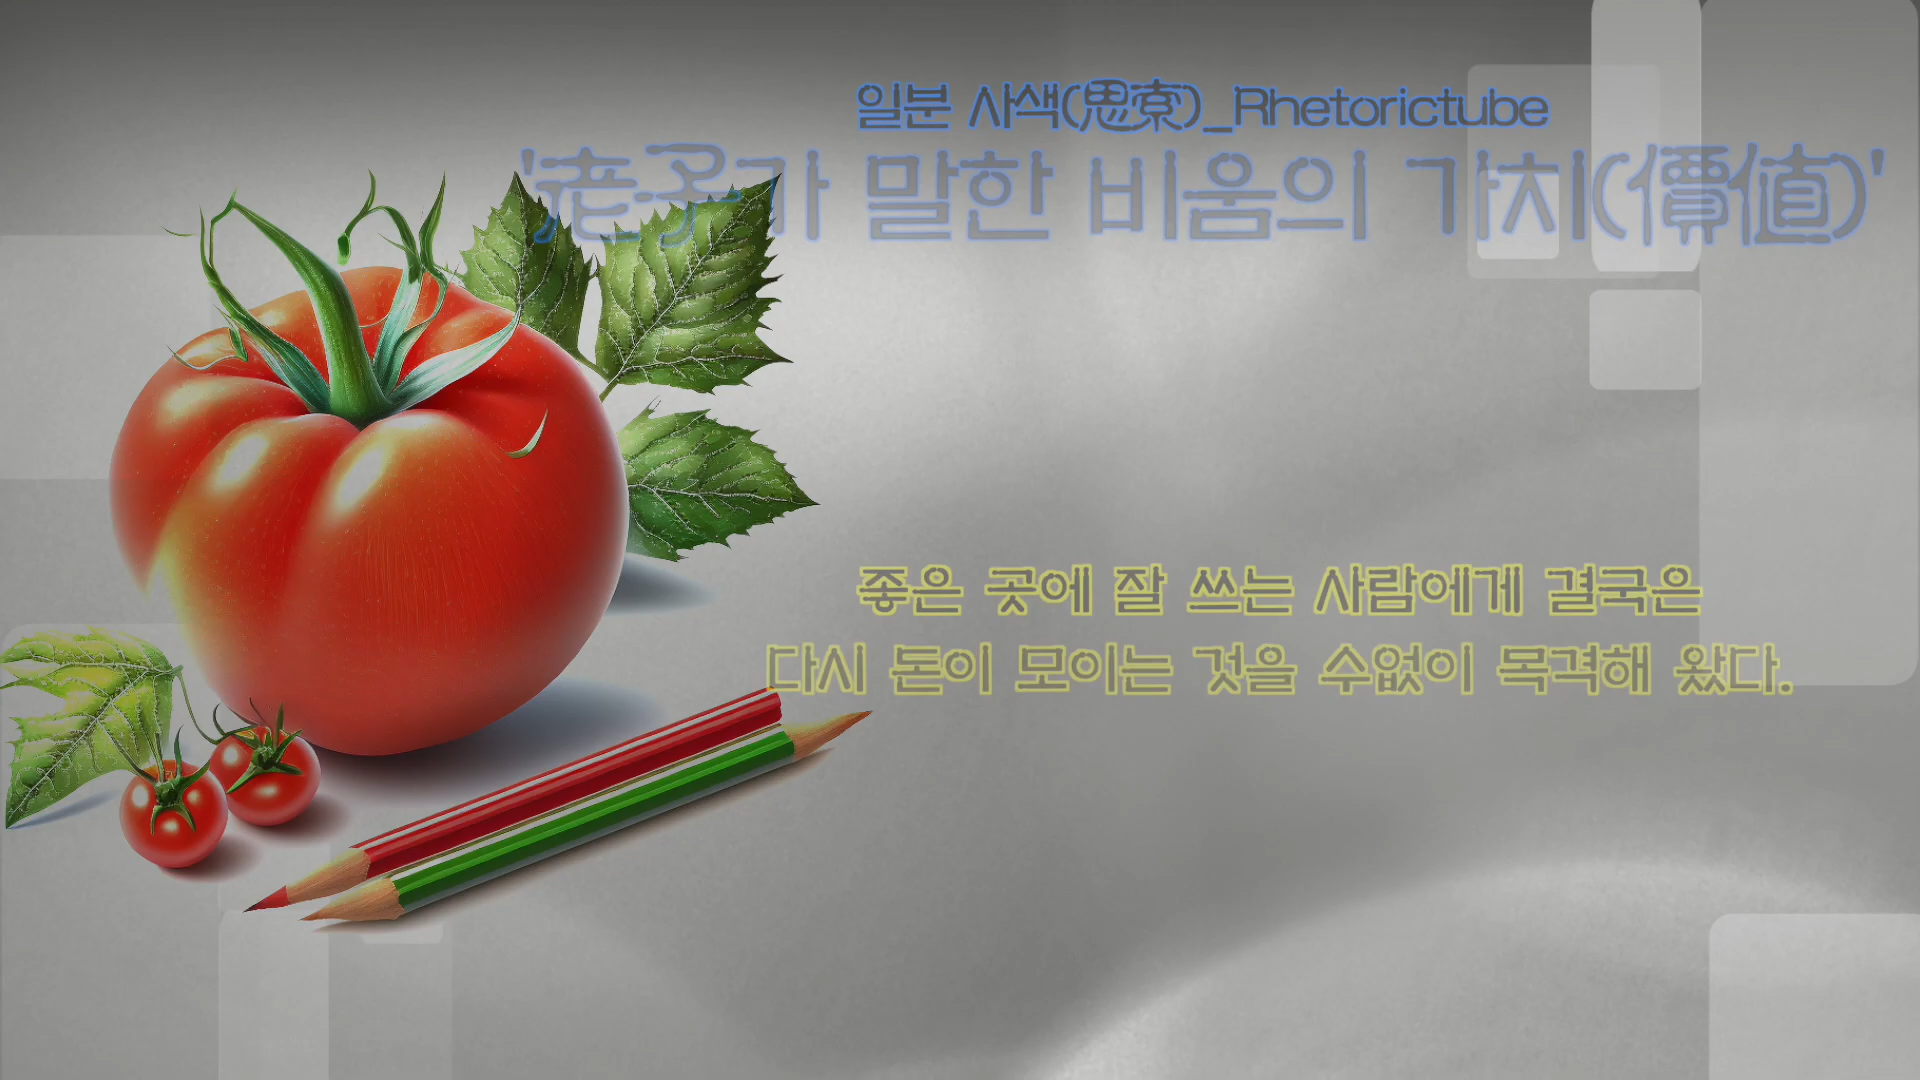 일분 사색(思索)_Rhetorictube
'老子가 말한 비움의 가치(價値)'
좋은 곳에 잘 쓰는 사람에게 결국은
다시 돈이 모이는 것을 수없이 목격해 왔다.